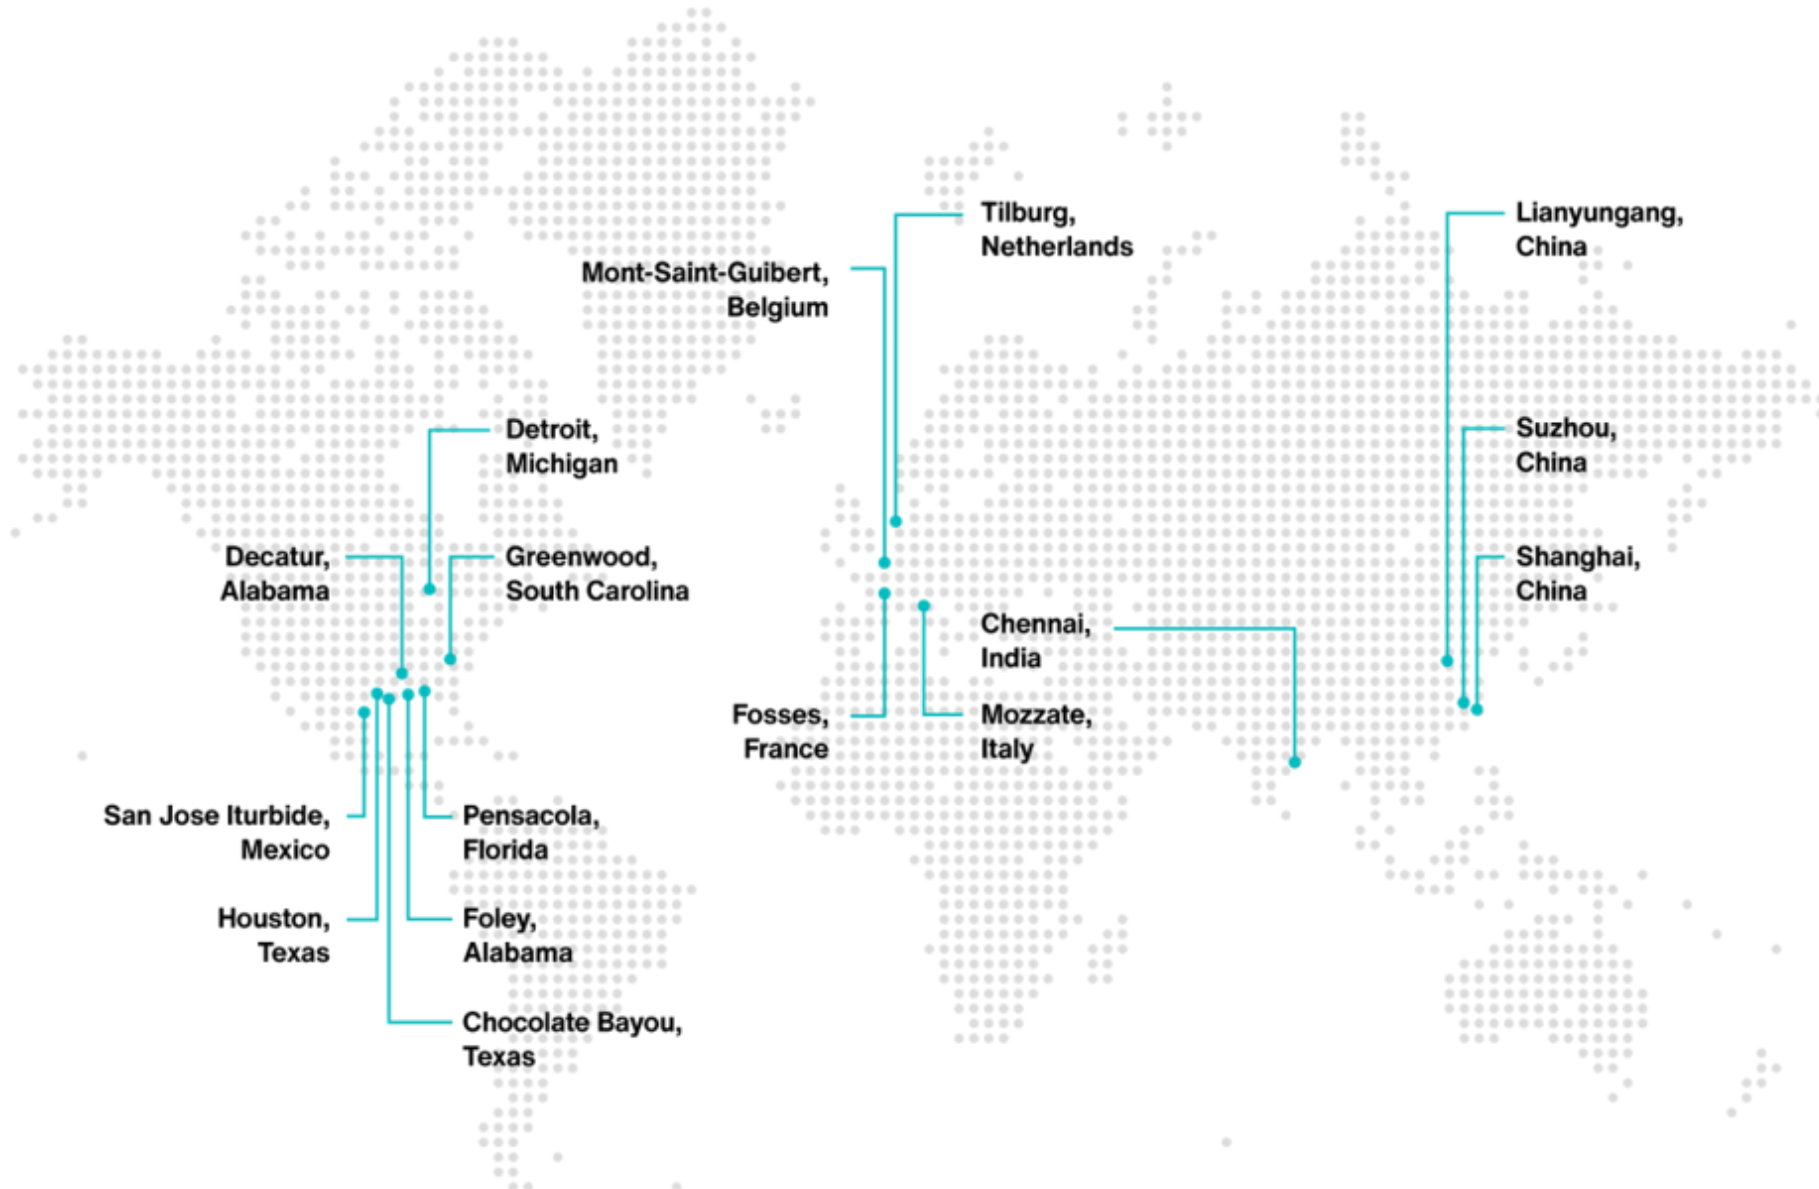 Tilburg,
Netherlands
Lianyungang,
China
Mont-Saint-Guibert,
Belgium
Detroit,
Michigan
Suzhou,
China
Decatur,
Alabama
Greenwood,
South Carolina
Shanghai,
China
Chennai,
India
Fosses,
France
Mozzate,
Italy
San Jose Iturbide,
Mexico
Pensacola,
Florida
Houston,
Texas
Foley,
Alabama
Chocolate Bayou,
Texas